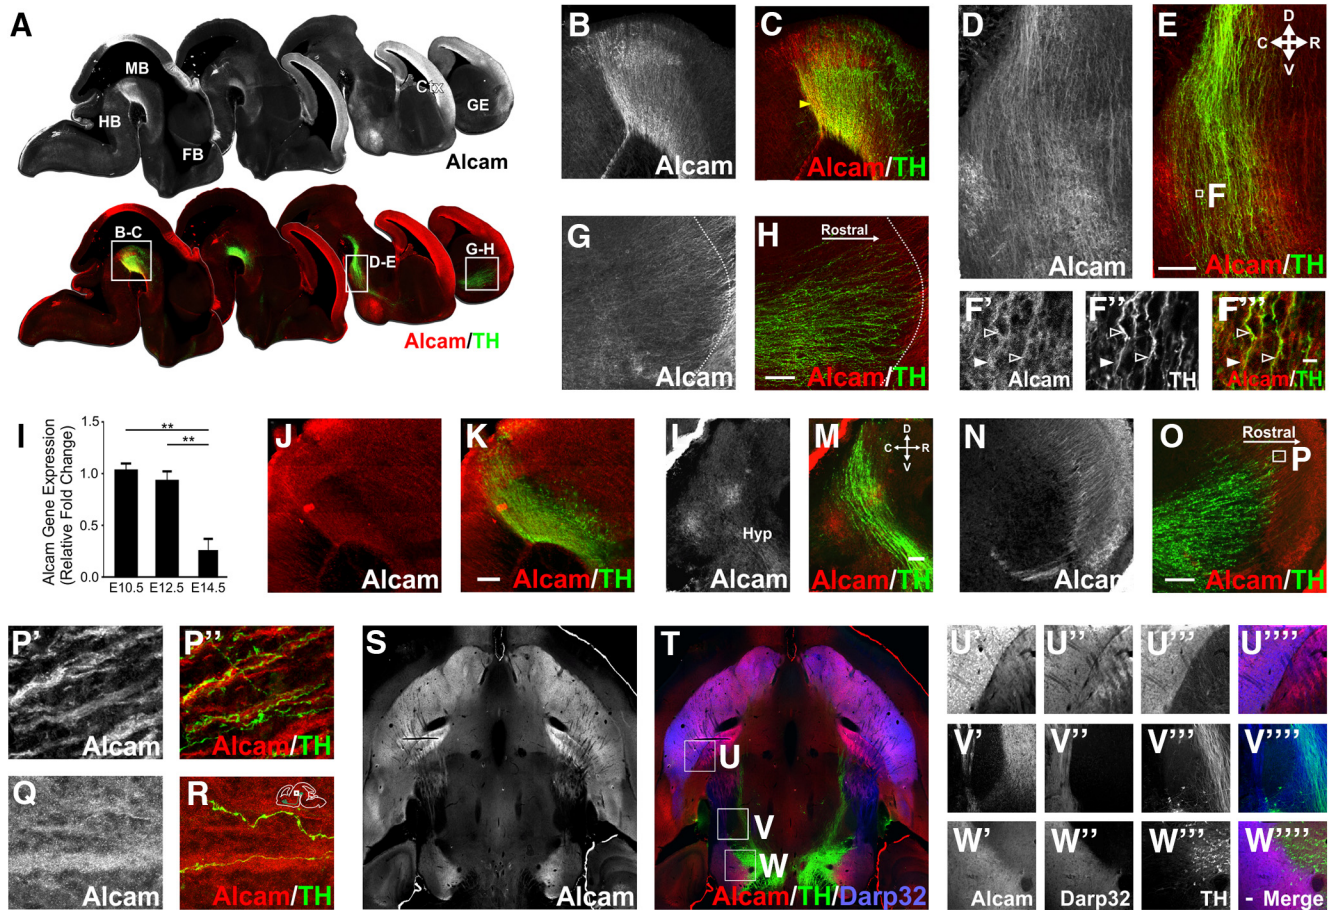 A
MB
HB
FB
Ctx
GE
Alcam
B-C
D-E
G-H
Alcam/TH
B
Alcam
C
Alcam/TH
D
Alcam
E
D
C R
V
F
Alcam/TH
G
Alcam
H
Rostral
Alcam/TH
F'
Alcam
F''
TH
F'''
Alcam/TH
I
Alcam Gene Expression
(Relative Fold Change)
1.5
1.0
0.5
0.0
**
**
E10.5 E12.5 E14.5
J
Alcam
K
Alcam/TH
L
Hyp
Alcam
M
D
C R
V
Alcam/TH
N
Alcam
O
Rostral
P
Alcam/TH
P'
Alcam
P''
Alcam/TH
Q
Alcam
R
Alcam/TH
S
Alcam
T
U
V
W
Alcam/TH/Darp32
U' U'' U''' U''''
V' V'' V''' V''''
W' W'' W''' W''''
Alcam Darp32 TH Merge